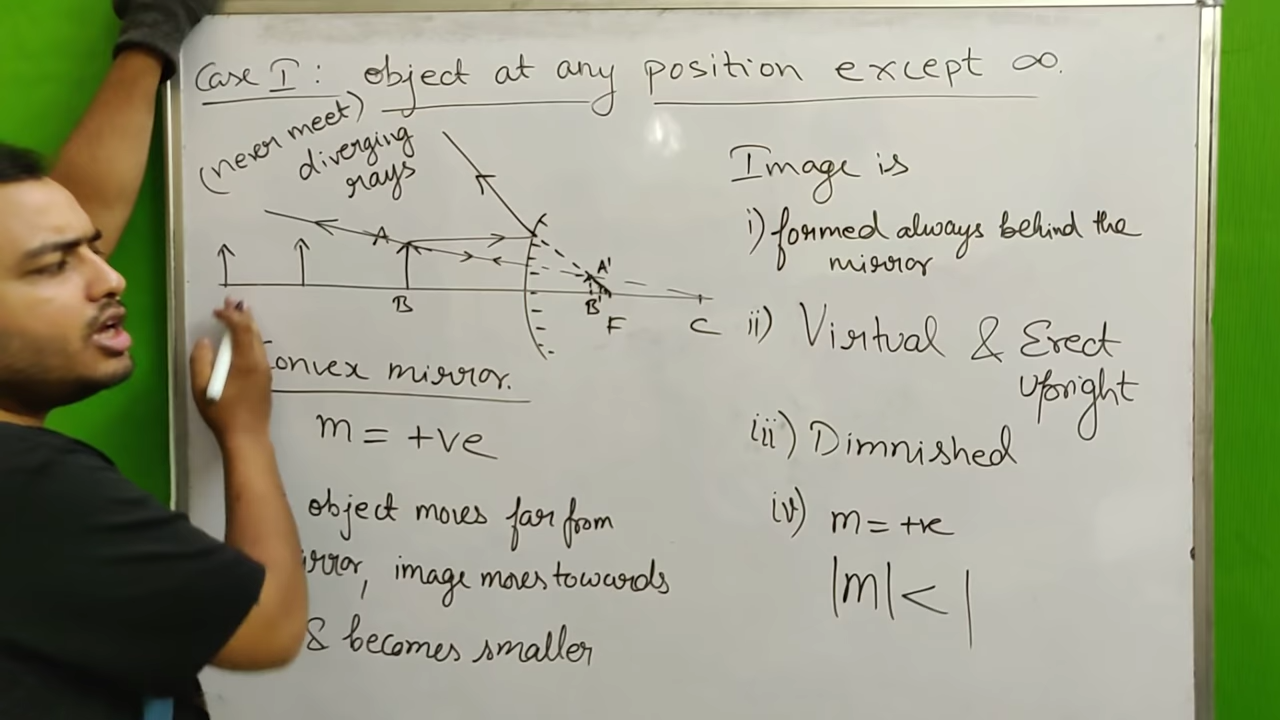 Case I : object at any position except ∞.
(never meet)
diverging
rays
A
B
A'
B'
F
C
Convex mirror.
m = +ve
object moves far from
irror, image moves towards
& becomes smaller
Image is
i) formed always behind the
mirror
ii) Virtual & Erect
Upright
iii) Dimnished
iv) m = +ve
|m| < 1